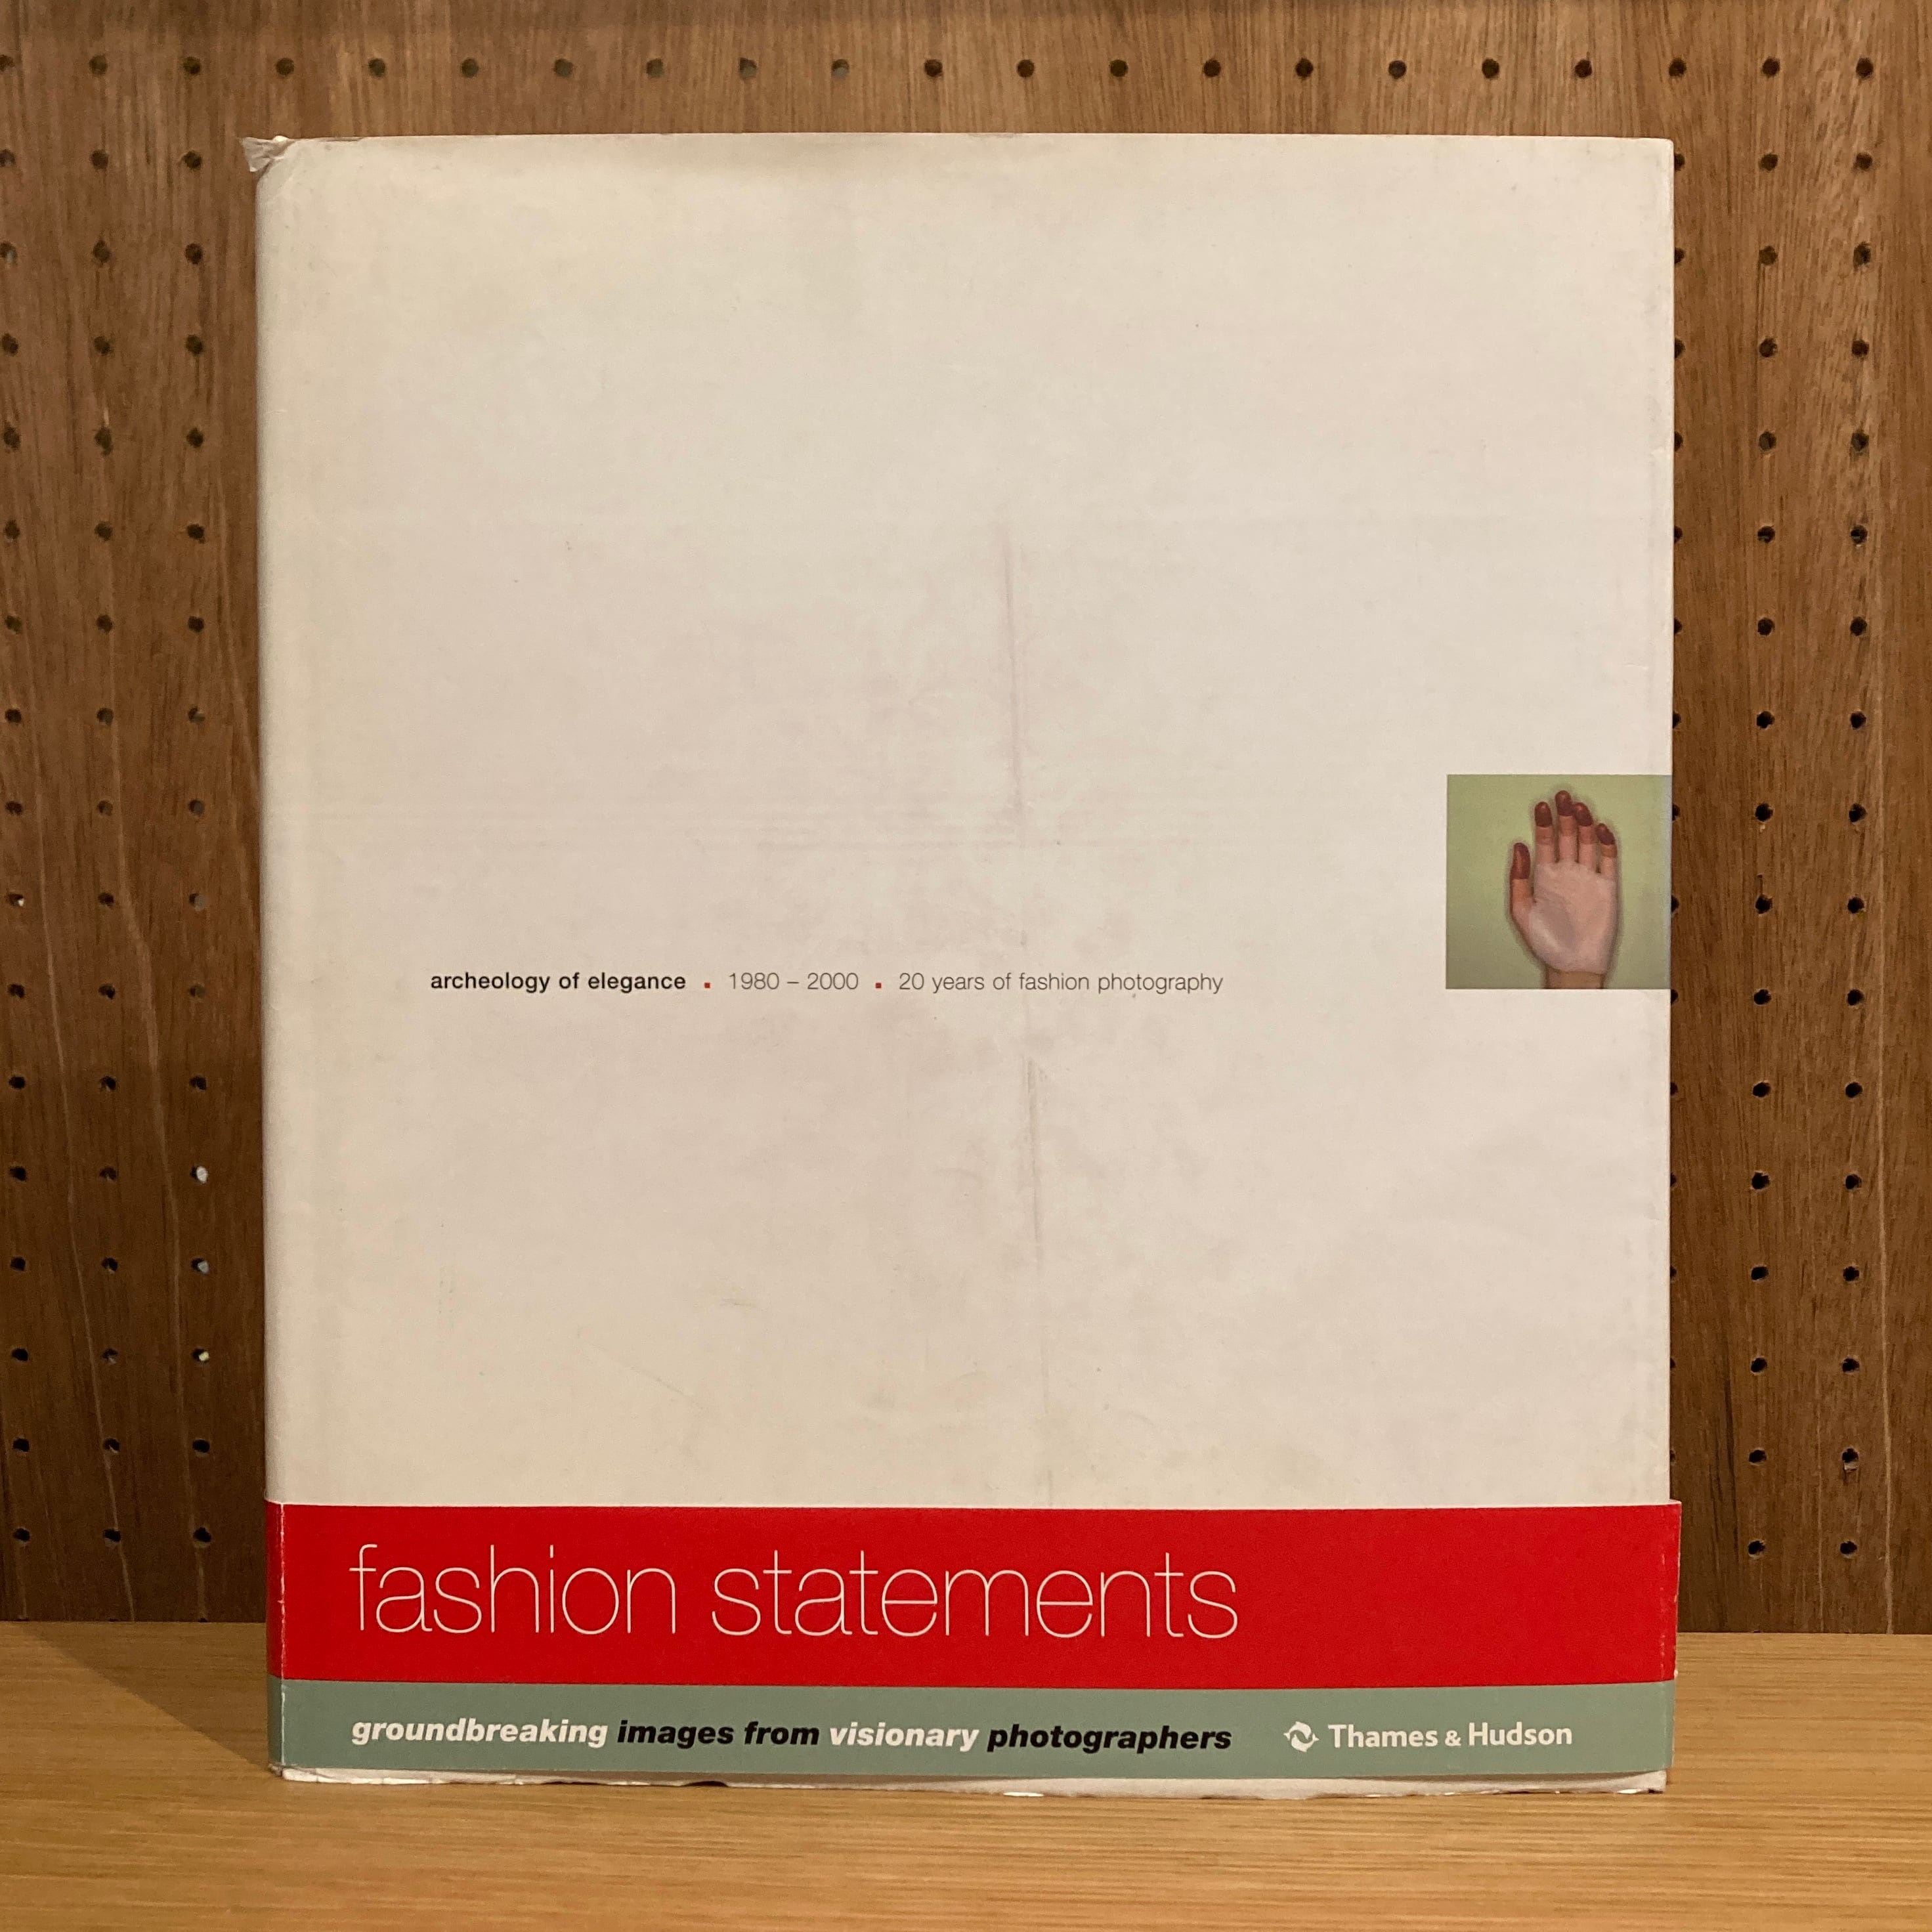 archeology of elegance ▪ 1980 – 2000 ▪ 20 years of fashion photography
fashion statements
groundbreaking images from visionary photographers Thames & Hudson